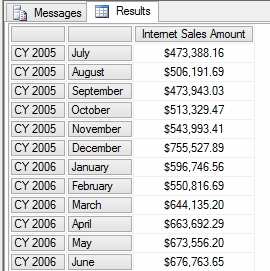 Messages Results
Internet Sales Amount
CY 2005 July $473,388.16
CY 2005 August $506,191.69
CY 2005 September $473,943.03
CY 2005 October $513,329.47
CY 2005 November $543,993.41
CY 2005 December $755,527.89
CY 2006 January $596,746.56
CY 2006 February $550,816.69
CY 2006 March $644,135.20
CY 2006 April $663,692.29
CY 2006 May $673,556.20
CY 2006 June $676,763.65